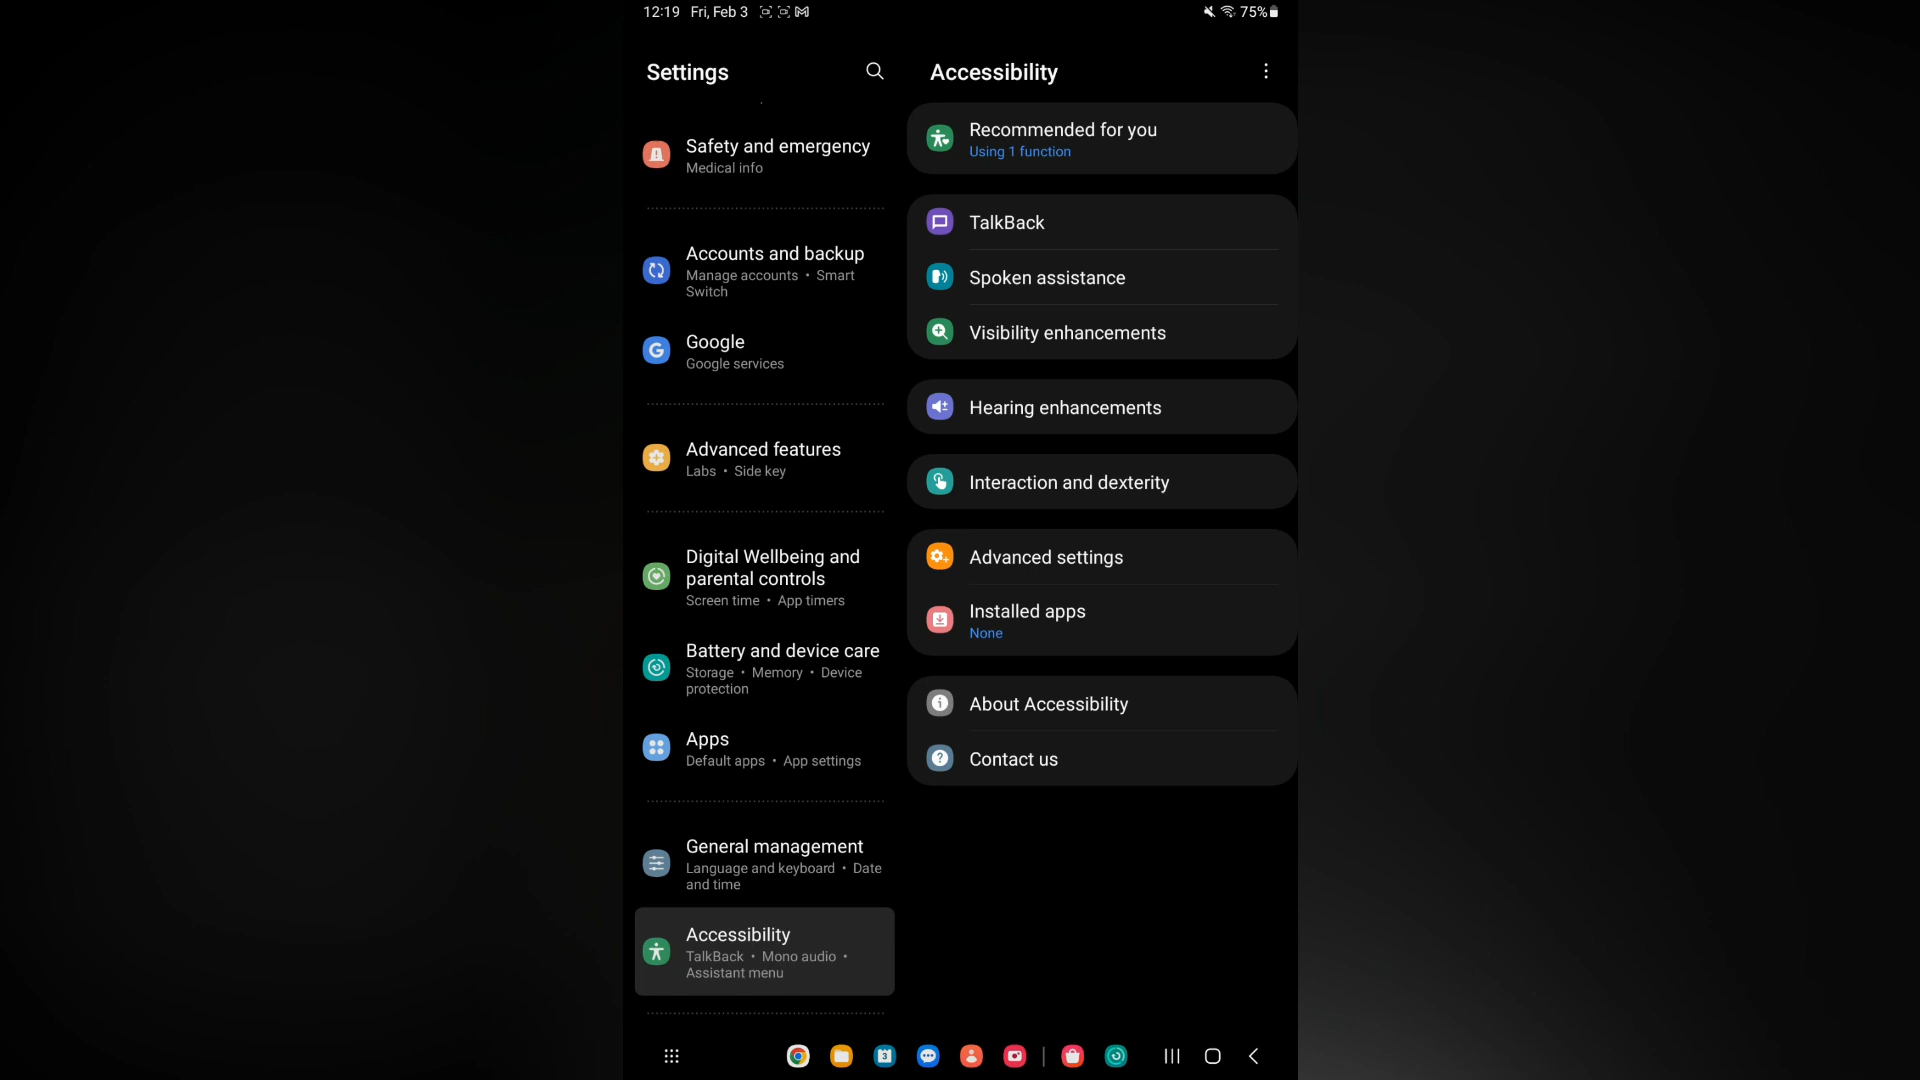 12:19 Fri, Feb 3
75%
Settings
Safety and emergency
Medical info
Accounts and backup
Manage accounts • Smart
Switch
Google
Google services
Advanced features
Labs • Side key
Digital Wellbeing and
parental controls
Screen time • App timers
Battery and device care
Storage • Memory • Device
protection
Apps
Default apps • App settings
General management
Language and keyboard • Date
and time
Accessibility
TalkBack • Mono audio •
Assistant menu
Accessibility
Recommended for you
Using 1 function
TalkBack
Spoken assistance
Visibility enhancements
Hearing enhancements
Interaction and dexterity
Advanced settings
Installed apps
None
About Accessibility
Contact us
3